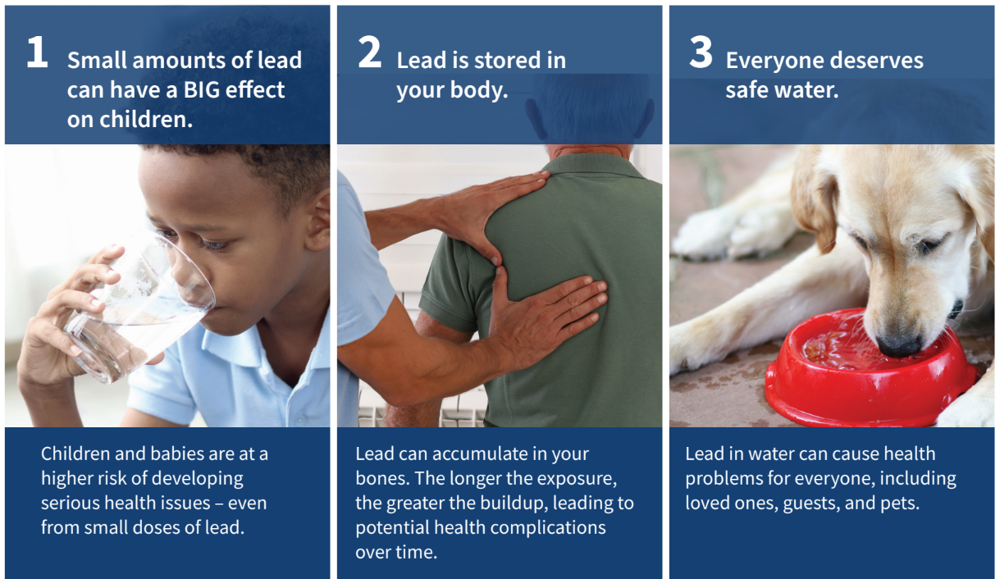 1
Small amounts of lead
can have a BIG effect
on children.
Children and babies are at a
higher risk of developing
serious health issues – even
from small doses of lead.
2
Lead is stored in
your body.
Lead can accumulate in your
bones. The longer the exposure,
the greater the buildup, leading to
potential health complications
over time.
3
Everyone deserves
safe water.
Lead in water can cause health
problems for everyone, including
loved ones, guests, and pets.